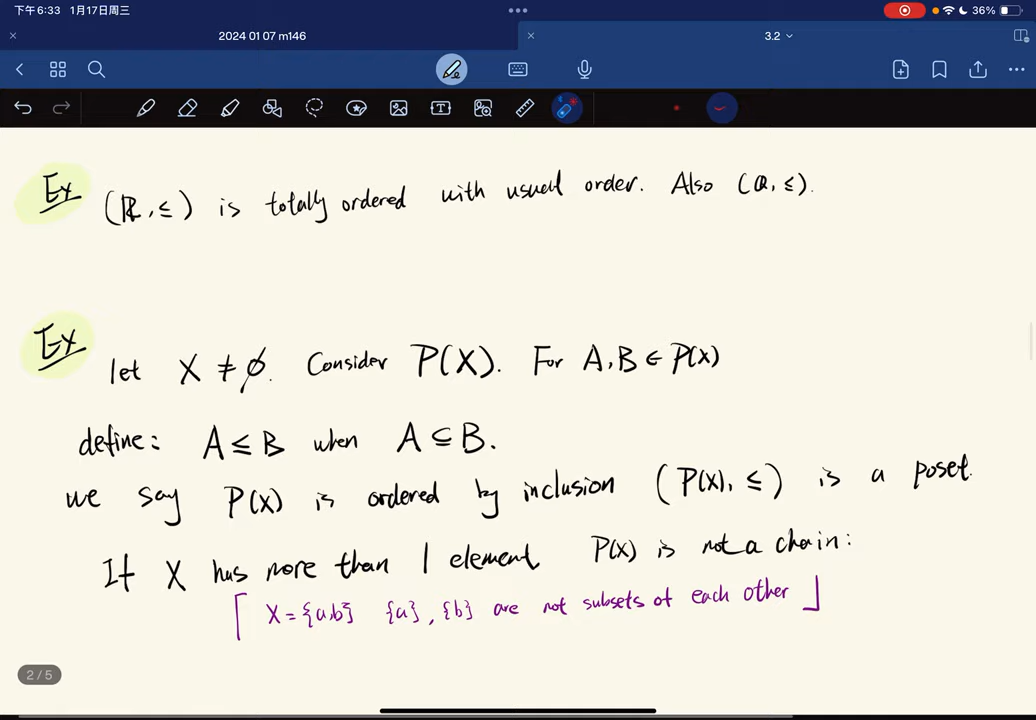 下午6:33 1月17日周三
36%
2024 01 07 m146
3.2
Ex
(ℝ, ≤) is totally ordered with usual order. Also (ℚ, ≤).
Ex
let X ≠ ∅. Consider P(X). For A, B ∈ P(X)
define: A ≤ B when A ⊆ B.
we say P(X) is ordered by inclusion (P(X), ≤) is a poset.
If X has more than 1 element P(X) is not a chain:
⌈ X = {a,b} {a}, {b} are not subsets of each other ⌋
2/5